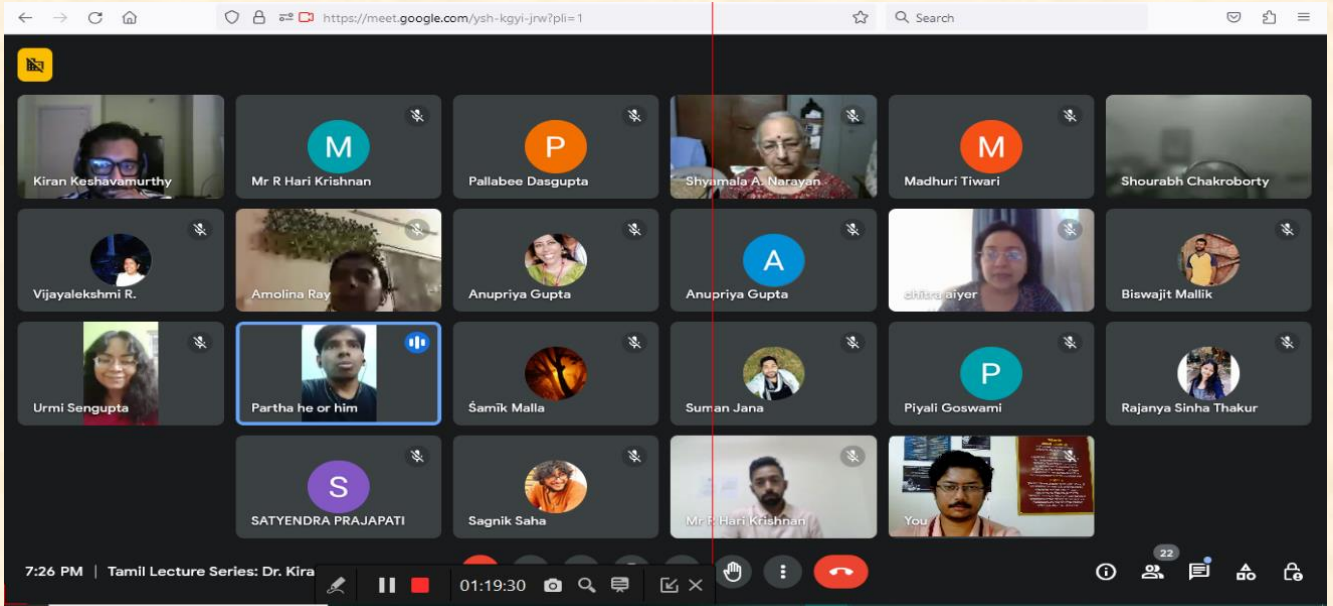 https://meet.google.com/ysh-kgyi-jrw?pli=1
Search
Kiran Keshavamurthy
M
Mr R Hari Krishnan
P
Pallabee Dasgupta
Shyamala A. Narayan
M
Madhuri Tiwari
Shourabh Chakroborty
Vijayalekshmi R.
Amolina Ray
Anupriya Gupta
A
Anupriya Gupta
chitra aiyer
Biswajit Mallik
Urmi Sengupta
Partha he or him
Śamīk Malla
Suman Jana
P
Piyali Goswami
Rajanya Sinha Thakur
S
SATYENDRA PRAJAPATI
Sagnik Saha
Mr R Hari Krishnan
You
7:26 PM | Tamil Lecture Series: Dr. Kira
01:19:30
22